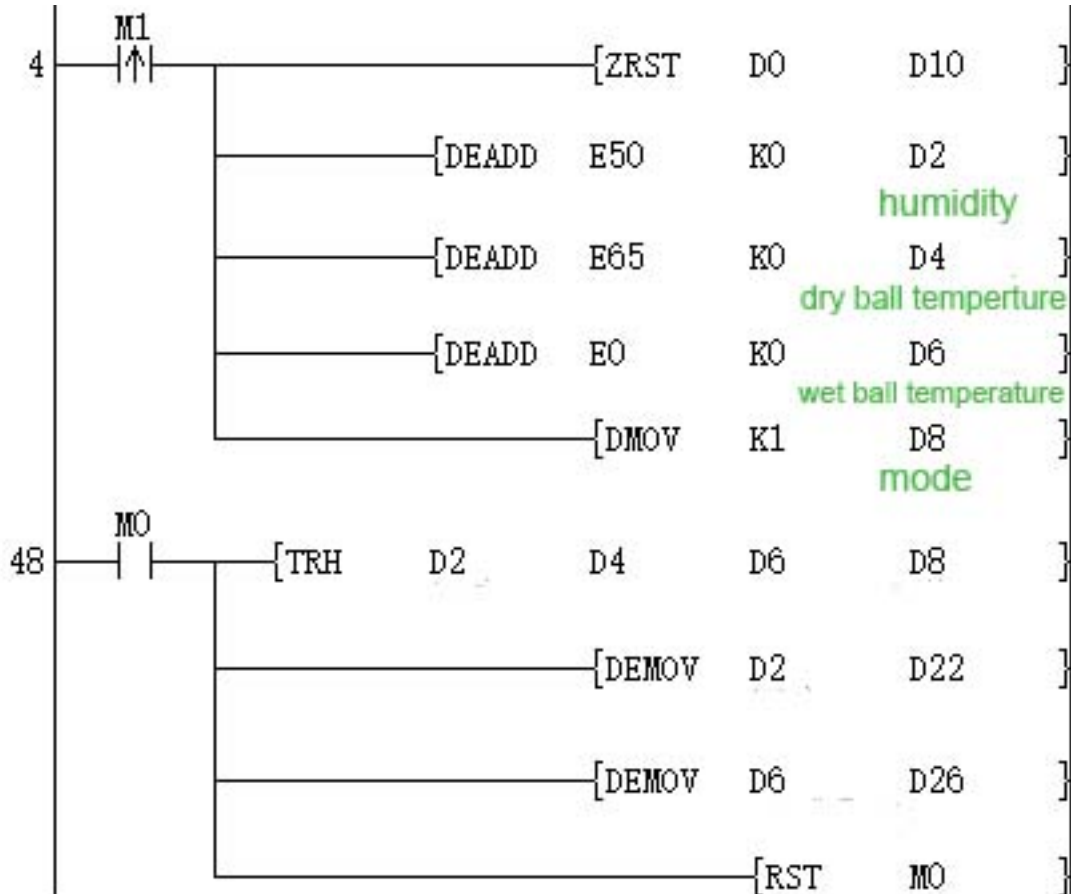 M1
4 [ZRST D0 D10 ]
[DEADD E50 K0 D2 ]
humidity
[DEADD E65 K0 D4 ]
dry ball temperture
[DEADD E0 K0 D6 ]
wet ball temperature
[DMOV K1 D8 ]
mode
M0
48 [TRH D2 D4 D6 D8 ]
[DEMOV D2 D22 ]
[DEMOV D6 D26 ]
[RST M0 ]